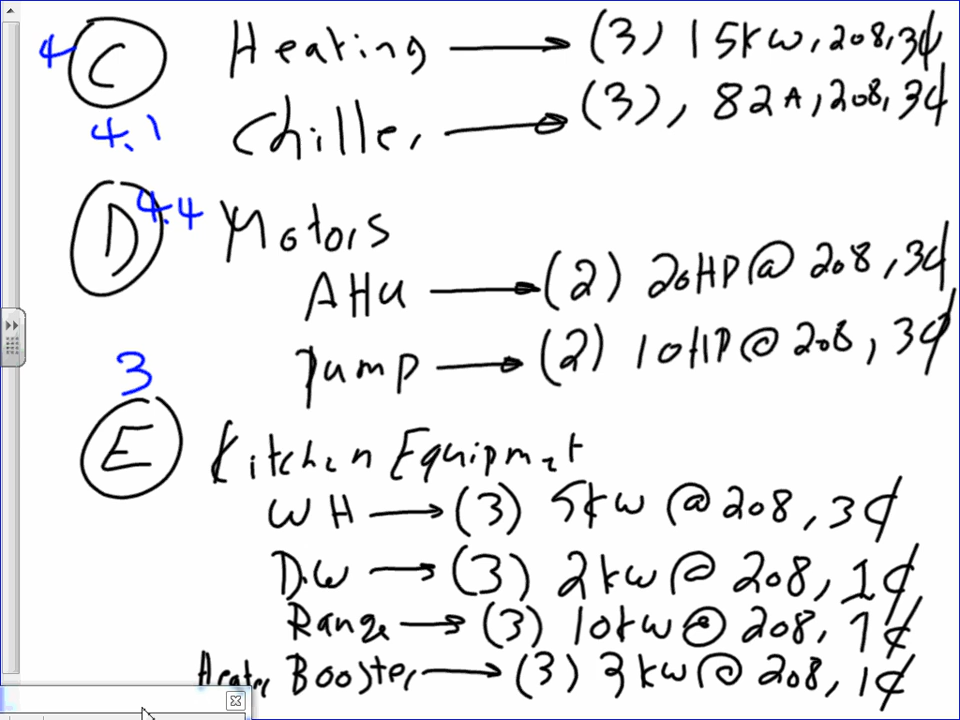 4 C Heating → (3) 15kw, 208, 3¢
4.1 Chiller → (3), 82A, 208, 3¢
D 4.4 Motors
AHU → (2) 20HP @ 208, 3¢
Pump → (2) 10HP @ 208, 3¢
3
E Kitchen Equipment
WH → (3) 5kw @ 208, 3¢
D.W → (3) 2kw @ 208, 1¢
Range → (3) 10kw @ 208, 1¢
Heater Booster → (3) 3kw @ 208, 1¢